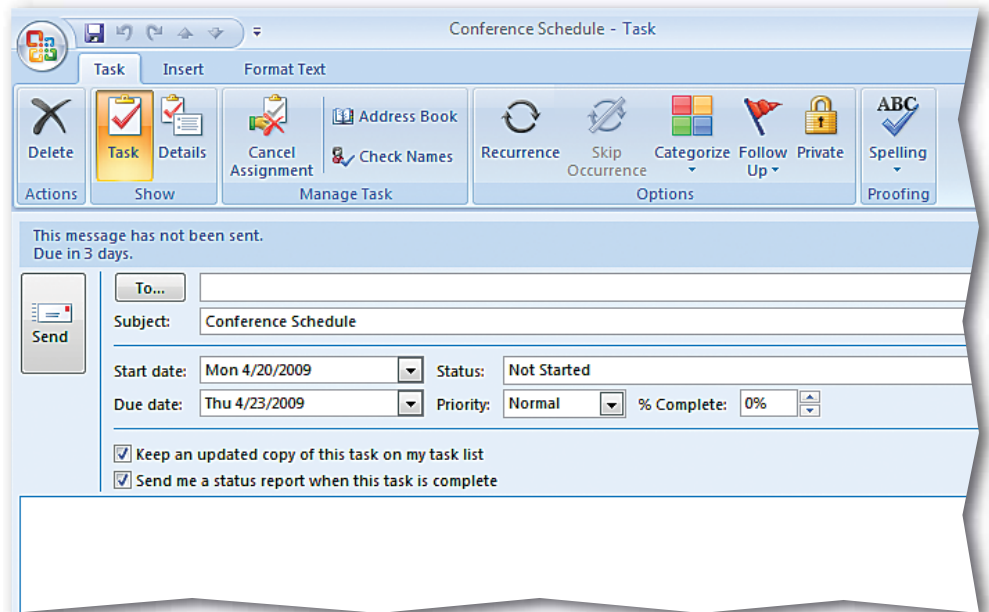 Conference Schedule - Task
Task Insert Format Text
Delete
Task
Details
Cancel
Assignment
Address Book
Check Names
Recurrence
Skip
Occurrence
Categorize
Follow
Up
Private
ABC
Spelling
Actions
Show
Manage Task
Options
Proofing
This message has not been sent.
Due in 3 days.
Send
To...
Subject: Conference Schedule
Start date: Mon 4/20/2009 Status: Not Started
Due date: Thu 4/23/2009 Priority: Normal % Complete: 0%
Keep an updated copy of this task on my task list
Send me a status report when this task is complete